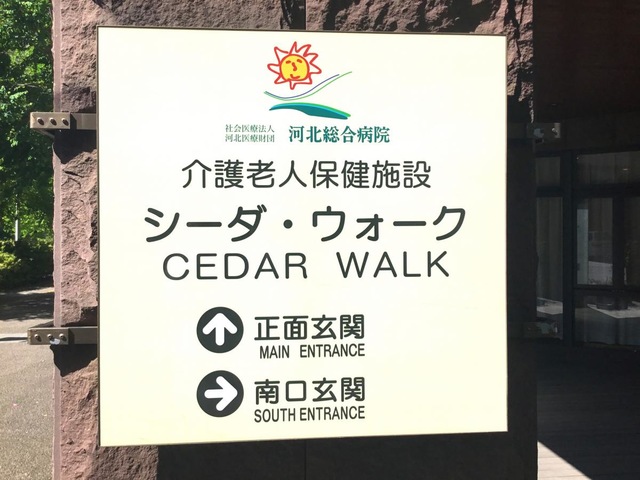 社会医療法人
河北医療財団
河北総合病院
介護老人保健施設
シーダ・ウォーク
CEDAR WALK
正面玄関
MAIN ENTRANCE
南口玄関
SOUTH ENTRANCE